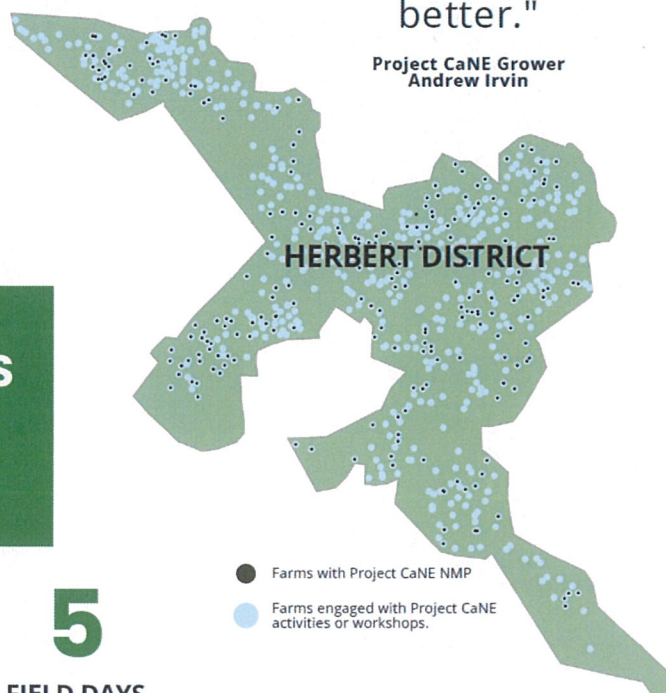 better."
Project CaNE Grower
Andrew Irvin
HERBERT DISTRICT
S
Farms with Project CaNE NMP
Farms engaged with Project CaNE
activities or workshops.
5
FIELD DAYS